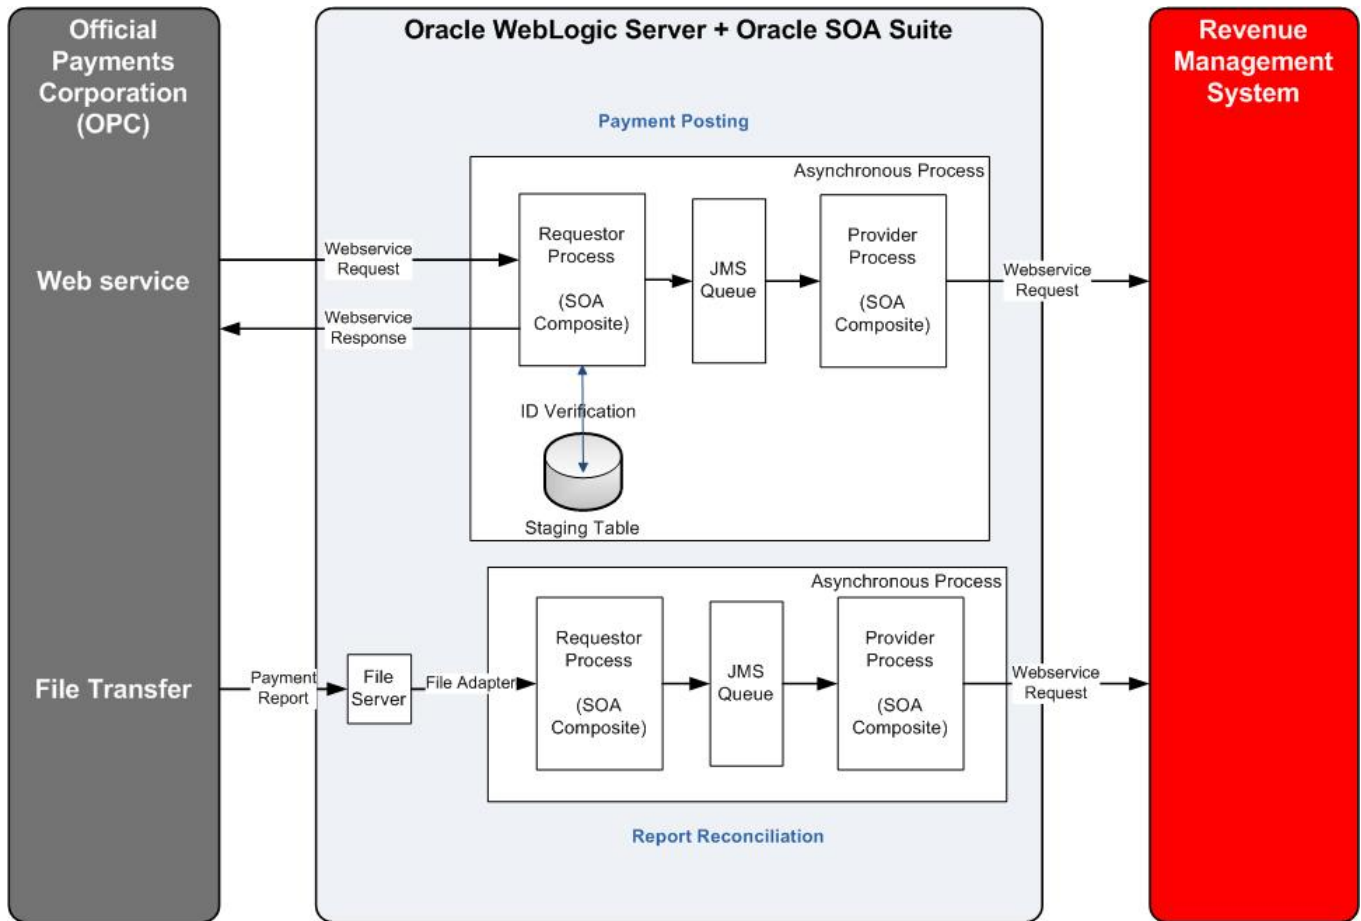 Official
Payments
Corporation
(OPC)
Oracle WebLogic Server + Oracle SOA Suite
Revenue
Management
System
Payment Posting
Asynchronous Process
Requestor
Process
(SOA
Composite)
JMS
Queue
Provider
Process
(SOA
Composite)
Web service
Webservice
Request
Webservice
Response
Webservice
Request
ID Verification
Staging Table
Asynchronous Process
Requestor
Process
(SOA
Composite)
JMS
Queue
Provider
Process
(SOA
Composite)
File Transfer
Payment
Report
File
Server
File Adapter
Webservice
Request
Report Reconciliation